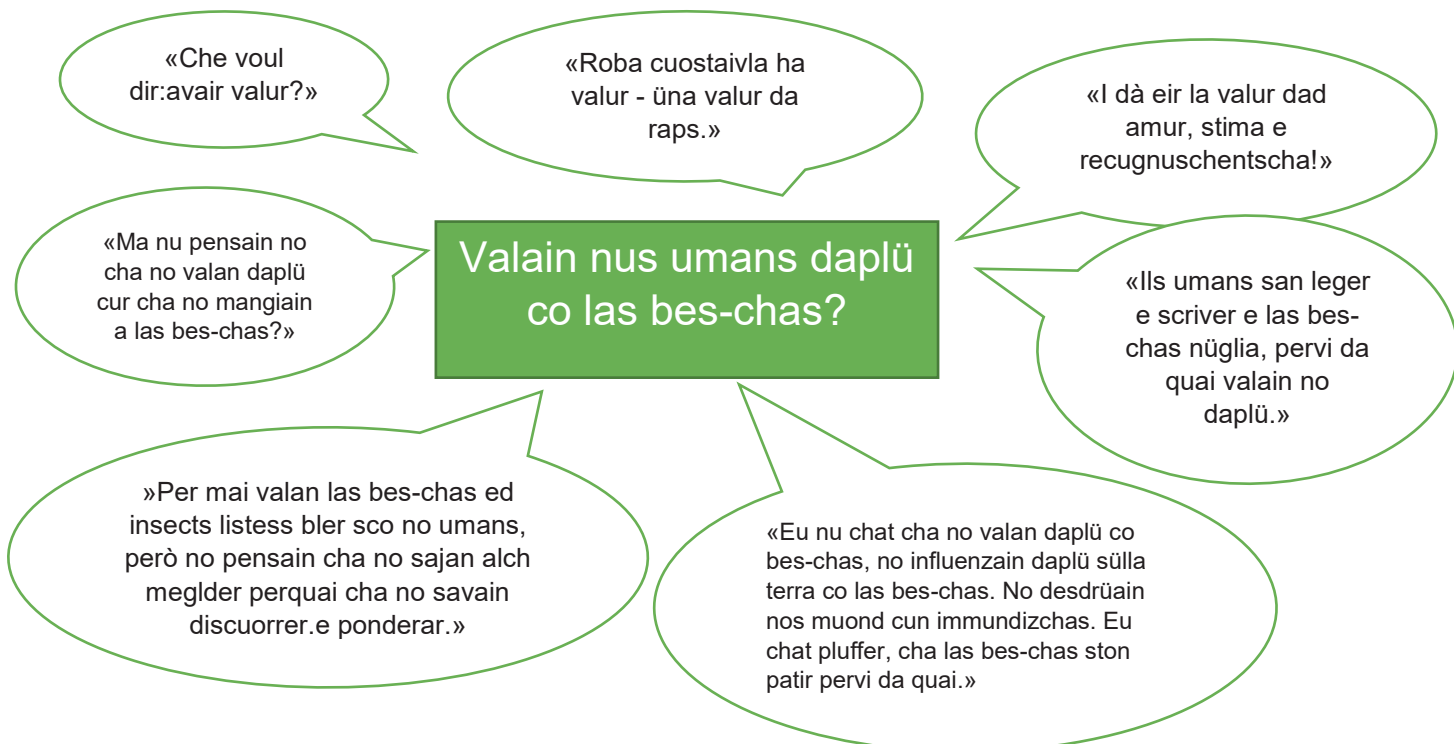 «Che voul
dir:avair valur?»
«Roba cuostaivla ha
valur - üna valur da
raps.»
«I dà eir la valur dad
amur, stima e
recugnuschentscha!»
«Ma nu pensain no
cha no valan daplü
cur cha no mangiain
a las bes-chas?»
Valain nus umans daplü
co las bes-chas?
«Ils umans san leger
e scriver e las bes-
chas nüglia, pervi da
quai valain no
daplü.»
»Per mai valan las bes-chas ed
insects listess bler sco no umans,
però no pensain cha no sajan alch
meglder perquai cha no savain
discuorrer.e ponderar.»
«Eu nu chat cha no valan daplü co
bes-chas, no influenzain daplü sülla
terra co las bes-chas. No desdrüain
nos muond cun immundizchas. Eu
chat pluffer, cha las bes-chas ston
patir pervi da quai.»